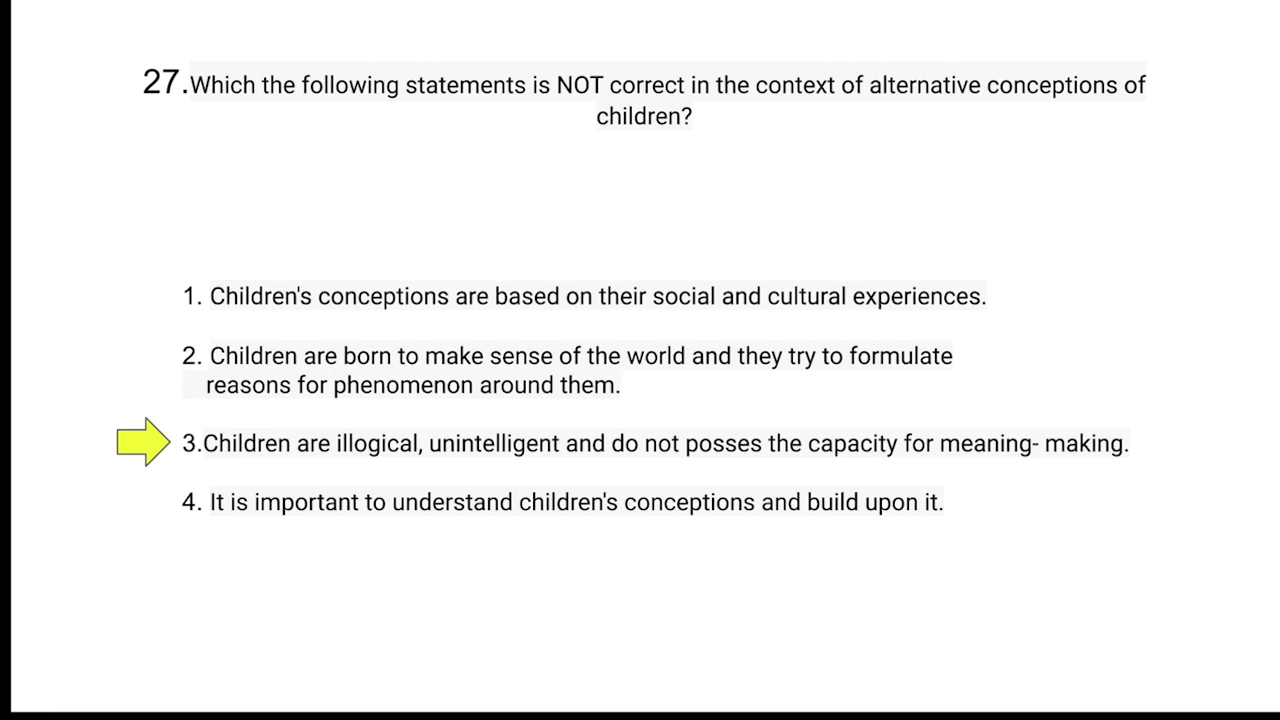 27.Which the following statements is NOT correct in the context of alternative conceptions of
children?
1. Children's conceptions are based on their social and cultural experiences.
2. Children are born to make sense of the world and they try to formulate
reasons for phenomenon around them.
3.Children are illogical, unintelligent and do not posses the capacity for meaning- making.
4. It is important to understand children's conceptions and build upon it.